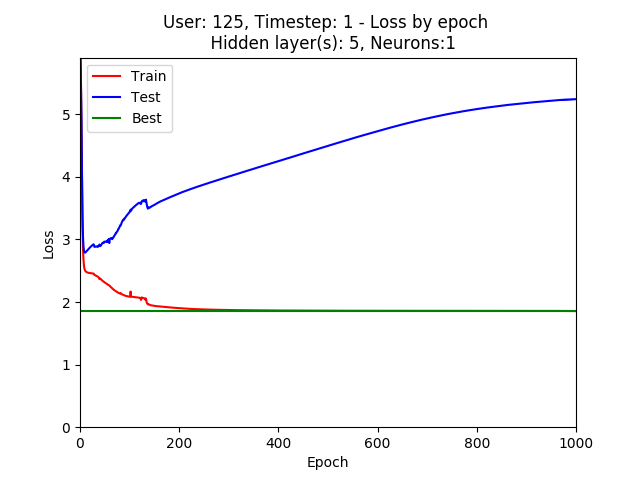 User: 125, Timestep: 1 - Loss by epoch
Hidden layer(s): 5, Neurons:1
Train
Test
Best
Loss
5
4
3
2
1
0
0 200 400 600 800 1000
Epoch